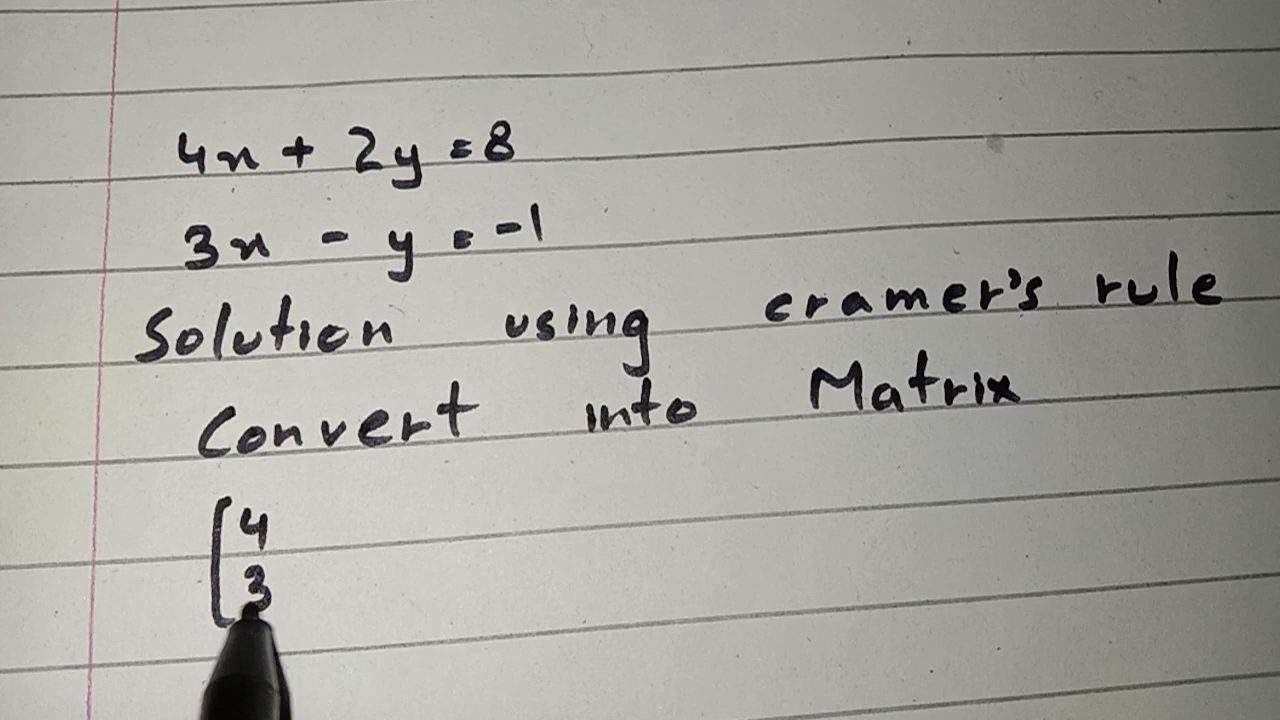 4x + 2y = 8
3x - y = -1
Solution using cramer's rule
Convert into Matrix
[4
3